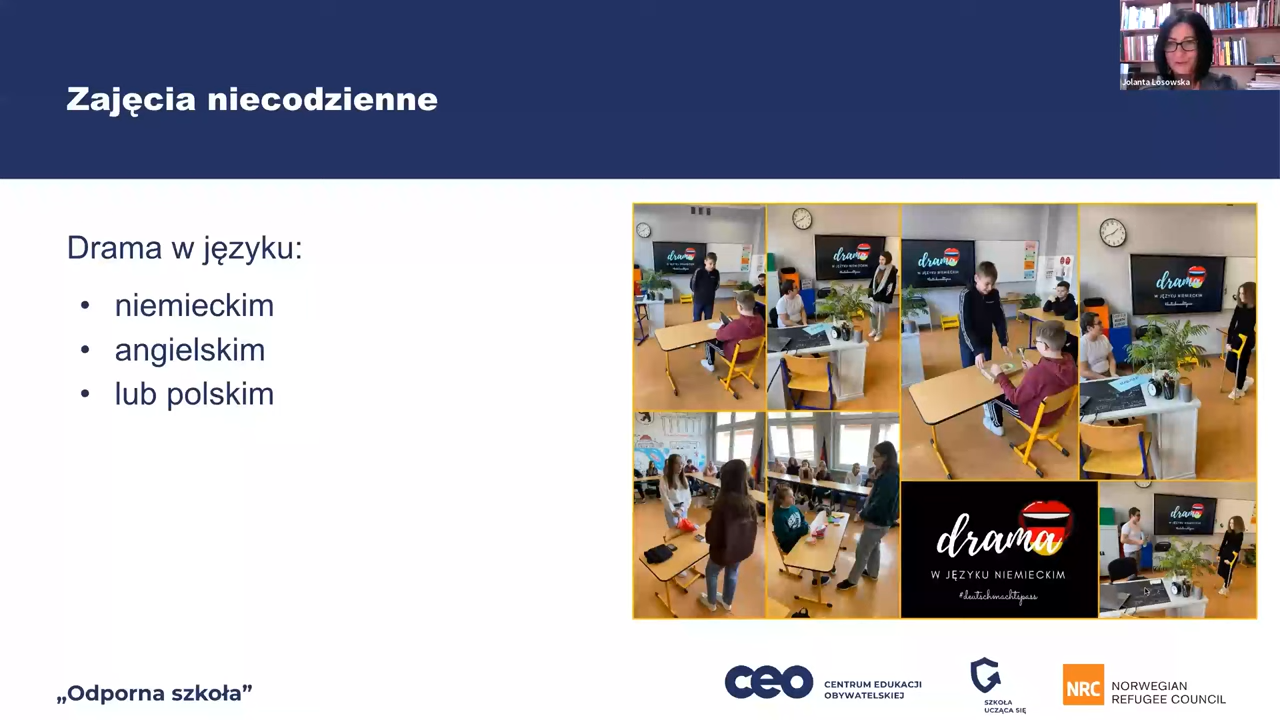 Zajęcia niecodzienne
Jolanta Łosowska
Drama w języku:
• niemieckim
• angielskim
• lub polskim
drama
W JĘZYKU NIEMIECKIM
#deutschmachtspass
„Odporna szkoła”
ceo
CENTRUM EDUKACJI
OBYWATELSKIEJ
SZKOŁA
UCZĄCA SIĘ
NRC
NORWEGIAN
REFUGEE COUNCIL